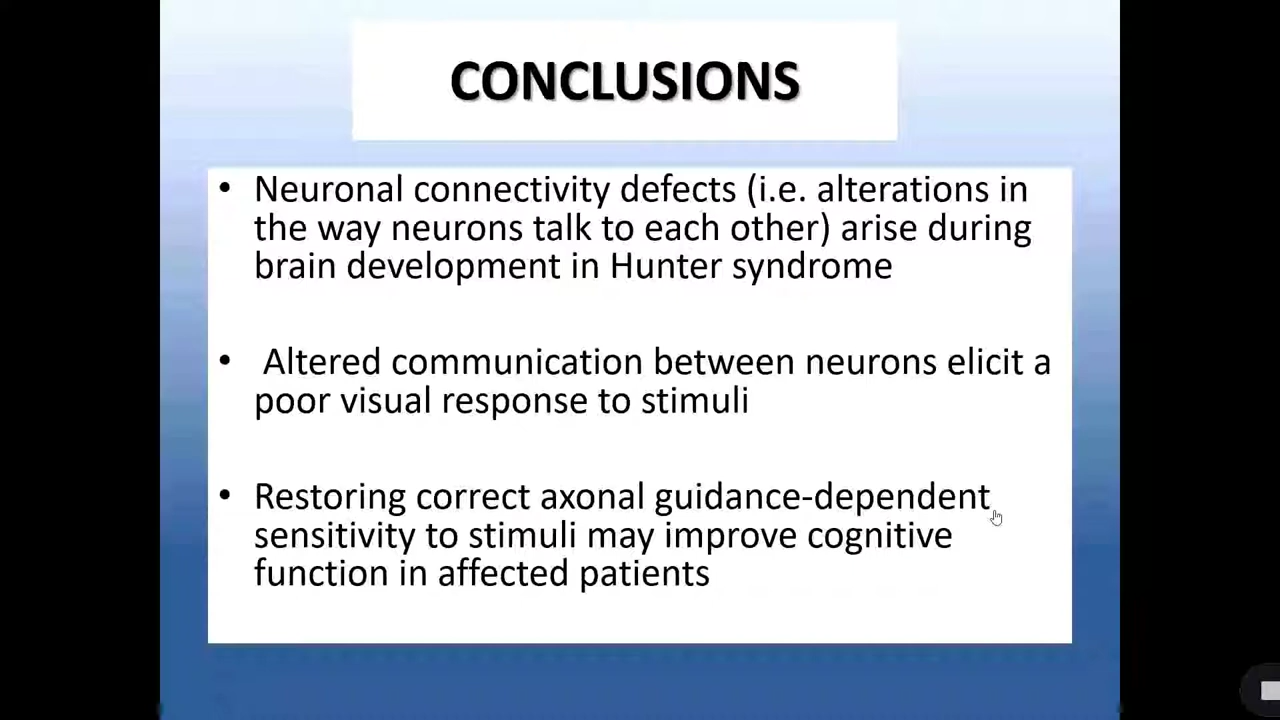 CONCLUSIONS
• Neuronal connectivity defects (i.e. alterations in
the way neurons talk to each other) arise during
brain development in Hunter syndrome
• Altered communication between neurons elicit a
poor visual response to stimuli
• Restoring correct axonal guidance-dependent
sensitivity to stimuli may improve cognitive
function in affected patients